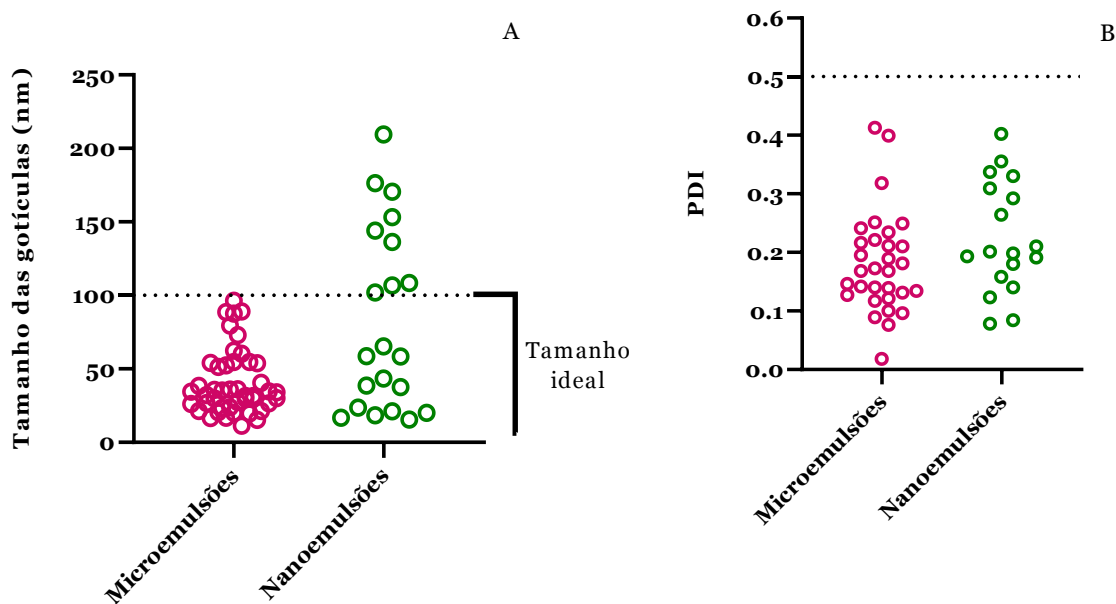 A
Tamanho das gotículas (nm)
250
200
150
100
50
0
Tamanho
ideal
Microemulsões
Nanoemulsões
B
PDI
0.6
0.5
0.4
0.3
0.2
0.1
0.0
Microemulsões
Nanoemulsões